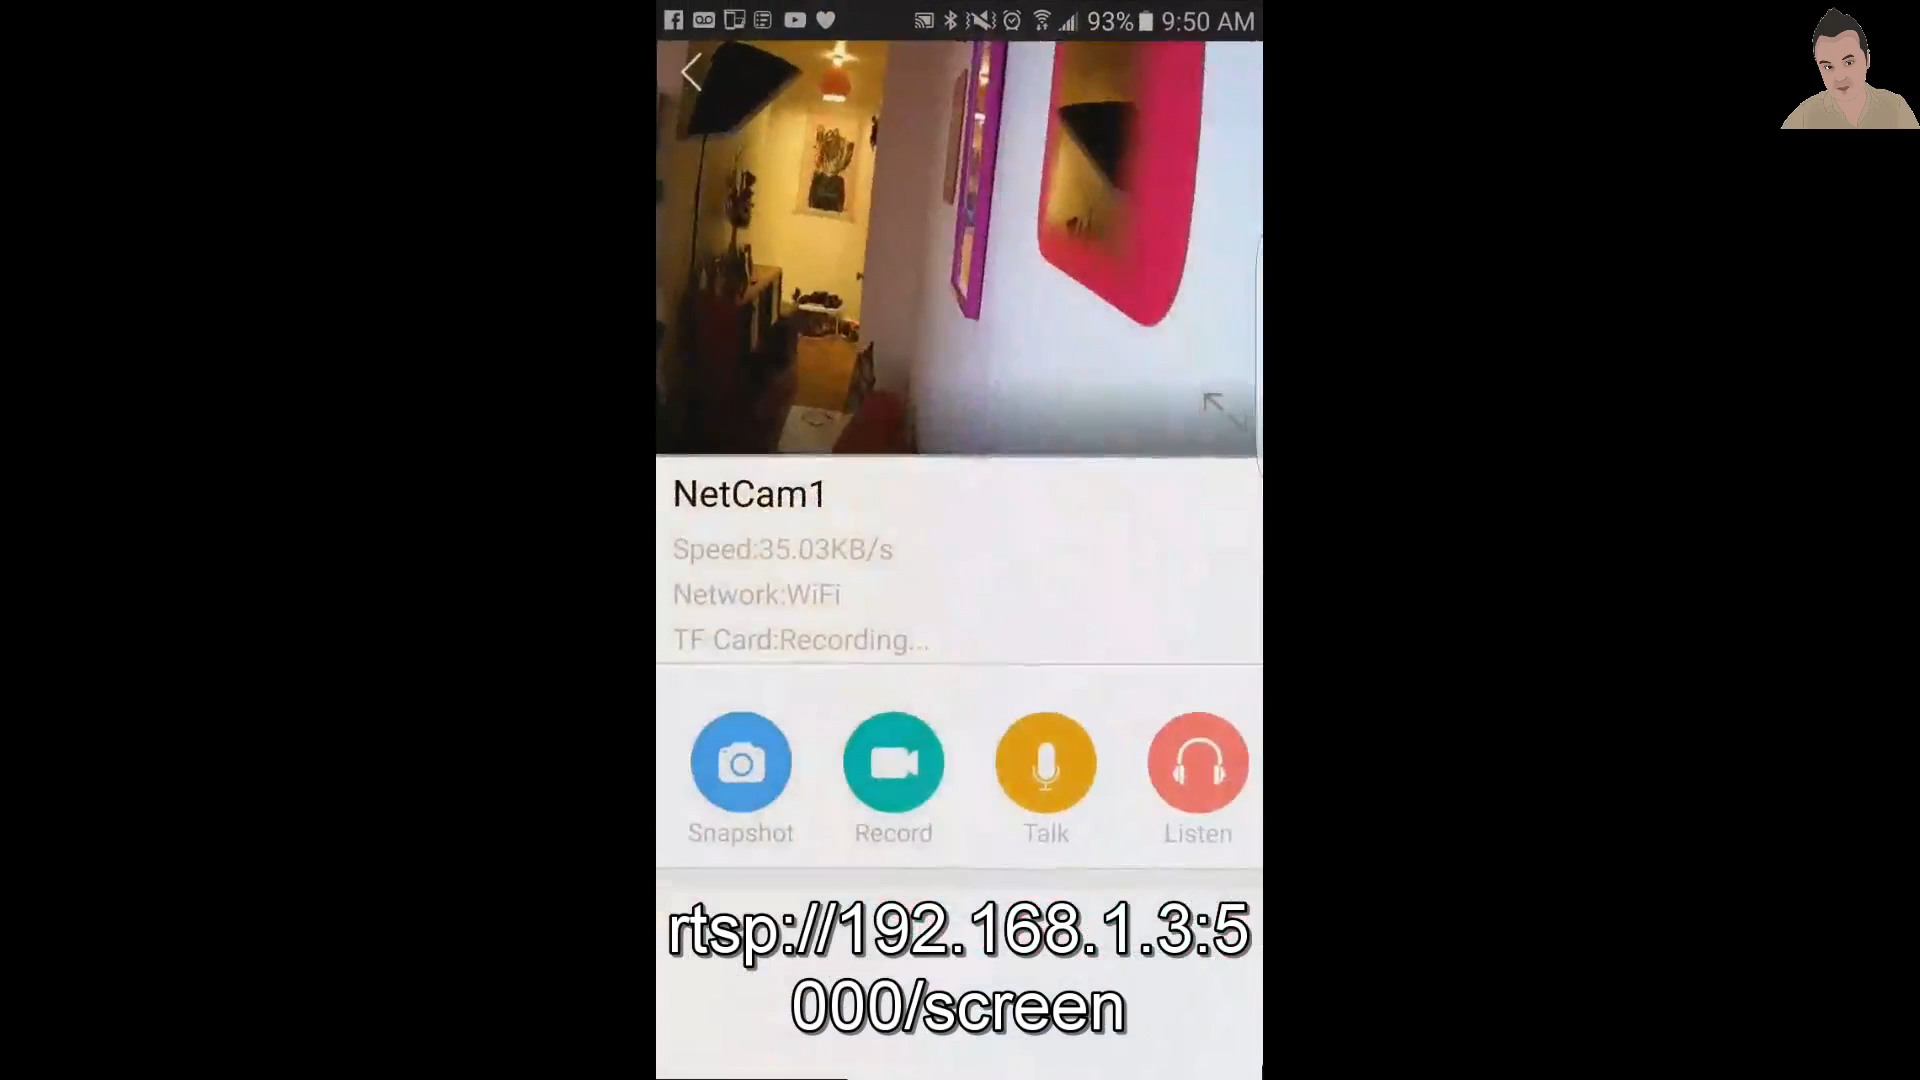 93% 9:50 AM
NetCam1
Speed:35.03KB/s
Network:WiFi
TF Card:Recording...
Snapshot Record Talk Listen
rtsp://192.168.1.3:5
000/screen